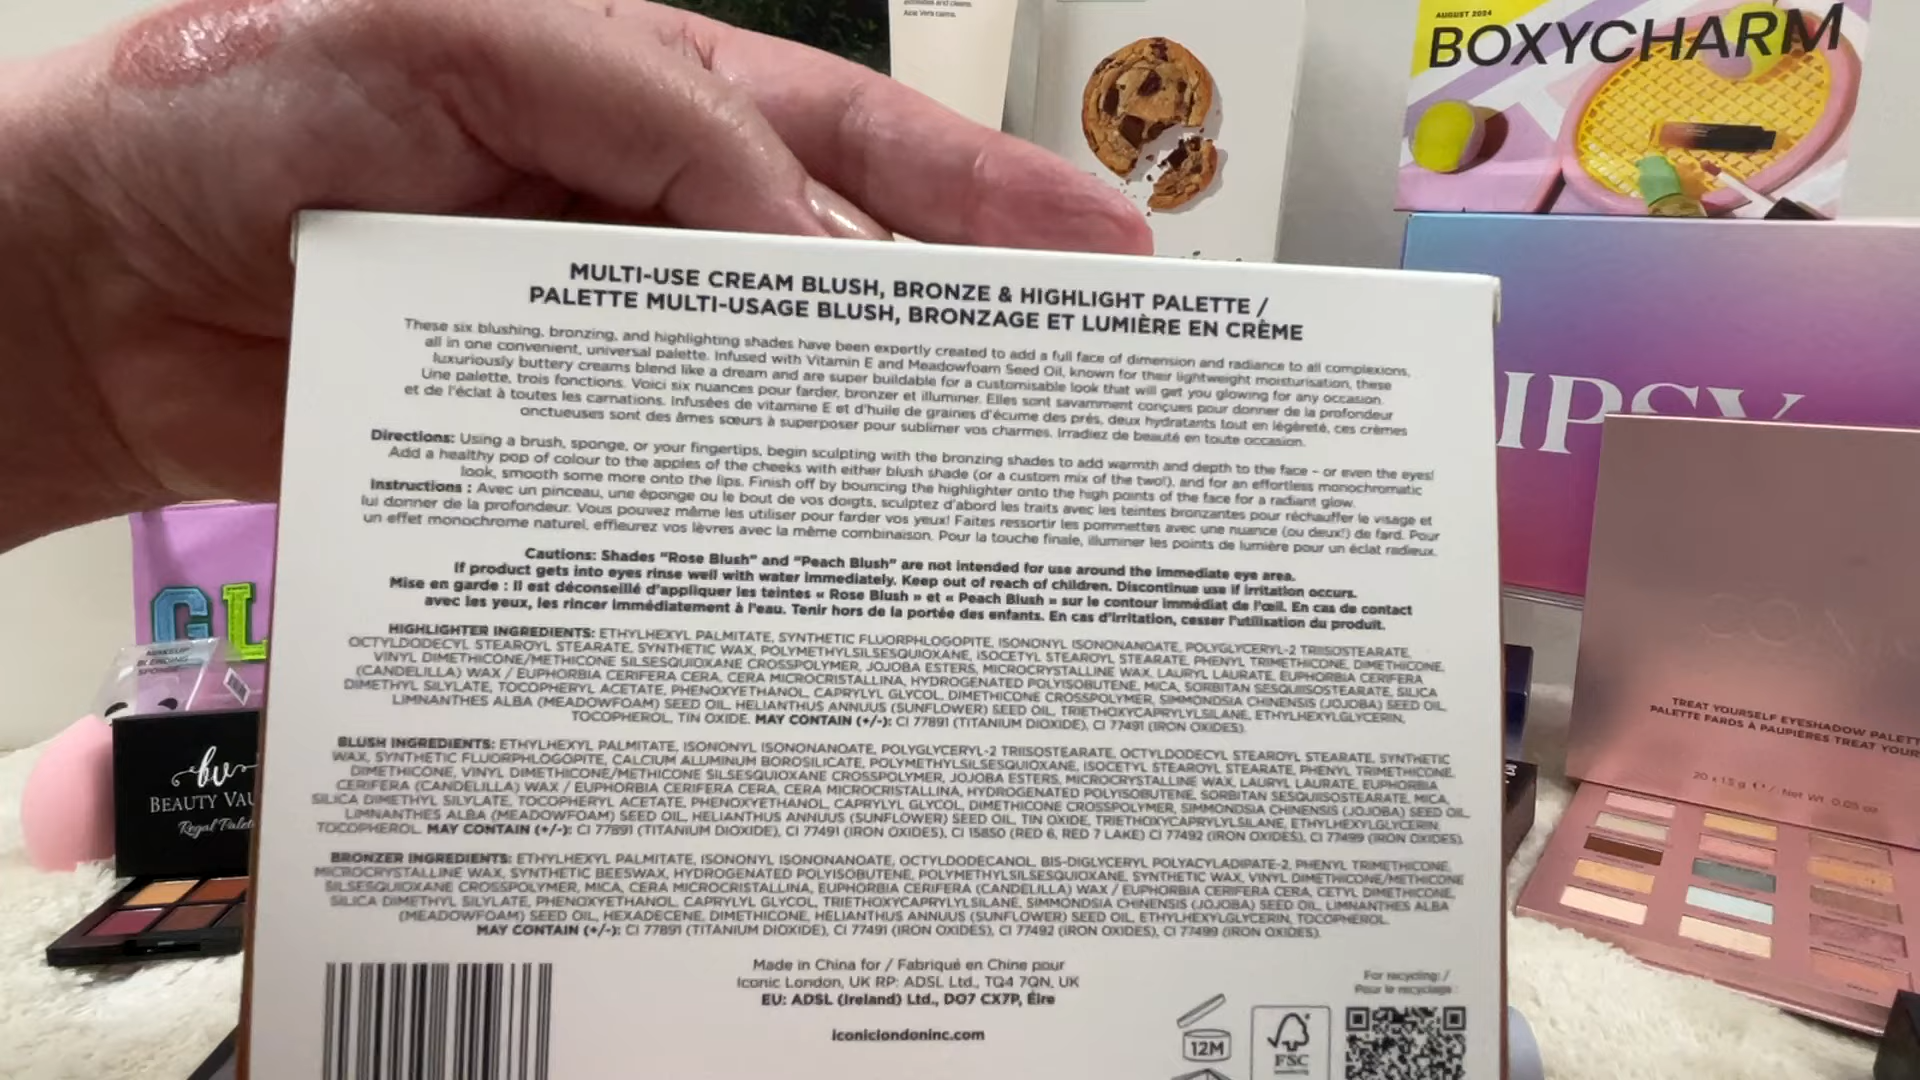 activates and cleans.
Aloe Vera calms.
AUGUST 2024
BOXYCHARM
IPSY
MULTI-USE CREAM BLUSH, BRONZE & HIGHLIGHT PALETTE /
PALETTE MULTI-USAGE BLUSH, BRONZAGE ET LUMIÈRE EN CRÈME
These six blushing, bronzing, and highlighting shades have been expertly created to add a full face of dimension and radiance to all complexions,
all in one convenient, universal palette. Infused with Vitamin E and Meadowfoam Seed Oil, known for their lightweight moisturisation, these
luxuriously buttery creams blend like a dream and are super buildable for a customisable look that will get you glowing for any occasion.
Une palette, trois fonctions. Voici six nuances pour farder, bronzer et illuminer. Elles sont savamment conçues pour donner de la profondeur
et de l'éclat à toutes les carnations. Infusées de vitamine E et d'huile de graines d'écume des prés, deux hydratants tout en légèreté, ces crèmes
onctueuses sont des âmes sœurs à superposer pour sublimer vos charmes. Irradiez de beauté en toute occasion.
Directions: Using a brush, sponge, or your fingertips, begin sculpting with the bronzing shades to add warmth and depth to the face – or even the eyes!
Add a healthy pop of colour to the apples of the cheeks with either blush shade (or a custom mix of the two!), and for an effortless monochromatic
look, smooth some more onto the lips. Finish off by bouncing the highlighter onto the high points of the face for a radiant glow.
Instructions : Avec un pinceau, une éponge ou le bout de vos doigts, sculptez d'abord les traits avec les teintes bronzantes pour réchauffer le visage et
lui donner de la profondeur. Vous pouvez même les utiliser pour farder vos yeux! Faites ressortir les pommettes avec une nuance (ou deux!) de fard. Pour
un effet monochrome naturel, effleurez vos lèvres avec la même combinaison. Pour la touche finale, illuminer les points de lumière pour un éclat radieux.
Cautions: Shades "Rose Blush" and "Peach Blush" are not intended for use around the immediate eye area.
If product gets into eyes rinse well with water immediately. Keep out of reach of children. Discontinue use if irritation occurs.
Mise en garde : Il est déconseillé d'appliquer les teintes « Rose Blush » et « Peach Blush » sur le contour immédiat de l'œil. En cas de contact
avec les yeux, les rincer immédiatement à l'eau. Tenir hors de la portée des enfants. En cas d'irritation, cesser l'utilisation du produit.
HIGHLIGHTER INGREDIENTS: ETHYLHEXYL PALMITATE, SYNTHETIC FLUORPHLOGOPITE, ISONONYL ISONONANOATE, POLYGLYCERYL-2 TRIISOSTEARATE,
OCTYLDODECYL STEAROYL STEARATE, SYNTHETIC WAX, POLYMETHYLSILSESQUIOXANE, ISOCETYL STEAROYL STEARATE, PHENYL TRIMETHICONE, DIMETHICONE,
VINYL DIMETHICONE/METHICONE SILSESQUIOXANE CROSSPOLYMER, JOJOBA ESTERS, MICROCRYSTALLINE WAX, LAURYL LAURATE, EUPHORBIA CERIFERA
(CANDELILLA) WAX / EUPHORBIA CERIFERA CERA, CERA MICROCRISTALLINA, HYDROGENATED POLYISOBUTENE, MICA, SORBITAN SESQUIISOSTEARATE, SILICA
DIMETHYL SILYLATE, TOCOPHERYL ACETATE, PHENOXYETHANOL, CAPRYLYL GLYCOL, DIMETHICONE CROSSPOLYMER, SIMMONDSIA CHINENSIS (JOJOBA) SEED OIL,
LIMNANTHES ALBA (MEADOWFOAM) SEED OIL, HELIANTHUS ANNUUS (SUNFLOWER) SEED OIL, TRIETHOXYCAPRYLYLSILANE, ETHYLHEXYLGLYCERIN,
TOCOPHEROL, TIN OXIDE. MAY CONTAIN (+/-): CI 77891 (TITANIUM DIOXIDE), CI 77491 (IRON OXIDES).
BLUSH INGREDIENTS: ETHYLHEXYL PALMITATE, ISONONYL ISONONANOATE, POLYGLYCERYL-2 TRIISOSTEARATE, OCTYLDODECYL STEAROYL STEARATE, SYNTHETIC
WAX, SYNTHETIC FLUORPHLOGOPITE, CALCIUM ALUMINUM BOROSILICATE, POLYMETHYLSILSESQUIOXANE, ISOCETYL STEAROYL STEARATE, PHENYL TRIMETHICONE,
DIMETHICONE, VINYL DIMETHICONE/METHICONE SILSESQUIOXANE CROSSPOLYMER, JOJOBA ESTERS, MICROCRYSTALLINE WAX, LAURYL LAURATE, EUPHORBIA
CERIFERA (CANDELILLA) WAX / EUPHORBIA CERIFERA CERA, CERA MICROCRISTALLINA, HYDROGENATED POLYISOBUTENE, SORBITAN SESQUIISOSTEARATE, MICA,
SILICA DIMETHYL SILYLATE, TOCOPHERYL ACETATE, PHENOXYETHANOL, CAPRYLYL GLYCOL, DIMETHICONE CROSSPOLYMER, SIMMONDSIA CHINENSIS (JOJOBA) SEED OIL,
LIMNANTHES ALBA (MEADOWFOAM) SEED OIL, HELIANTHUS ANNUUS (SUNFLOWER) SEED OIL, TIN OXIDE, TRIETHOXYCAPRYLYLSILANE, ETHYLHEXYLGLYCERIN,
TOCOPHEROL. MAY CONTAIN (+/-): CI 77891 (TITANIUM DIOXIDE), CI 77491 (IRON OXIDES), CI 15850 (RED 6, RED 7 LAKE) CI 77492 (IRON OXIDES), CI 77499 (IRON OXIDES).
BRONZER INGREDIENTS: ETHYLHEXYL PALMITATE, ISONONYL ISONONANOATE, OCTYLDODECANOL, BIS-DIGLYCERYL POLYACYLADIPATE-2, PHENYL TRIMETHICONE,
MICROCRYSTALLINE WAX, SYNTHETIC BEESWAX, HYDROGENATED POLYISOBUTENE, POLYMETHYLSILSESQUIOXANE, SYNTHETIC WAX, VINYL DIMETHICONE/METHICONE
SILSESQUIOXANE CROSSPOLYMER, MICA, CERA MICROCRISTALLINA, EUPHORBIA CERIFERA (CANDELILLA) WAX / EUPHORBIA CERIFERA CERA, CETYL DIMETHICONE,
SILICA DIMETHYL SILYLATE, PHENOXYETHANOL, CAPRYLYL GLYCOL, TRIETHOXYCAPRYLYLSILANE, SIMMONDSIA CHINENSIS (JOJOBA) SEED OIL, LIMNANTHES ALBA
(MEADOWFOAM) SEED OIL, HEXADECENE, DIMETHICONE, HELIANTHUS ANNUUS (SUNFLOWER) SEED OIL, ETHYLHEXYLGLYCERIN, TOCOPHEROL.
MAY CONTAIN (+/-): CI 77891 (TITANIUM DIOXIDE), CI 77491 (IRON OXIDES), CI 77492 (IRON OXIDES), CI 77499 (IRON OXIDES).
Made in China for / Fabriqué en Chine pour
Iconic London, UK RP: ADSL Ltd., TQ4 7QN, UK
EU: ADSL (Ireland) Ltd., DO7 CX7P, Éire
iconiclondoninc.com
For recycling: /
Pour le recyclage :
12M
FSC
GL
MAKEUP
BLENDING
SPONGE
bv
BEAUTY VAU
Regal Palet
TREAT YOURSELF EYESHADOW PALETT
PALETTE FARDS À PAUPIÈRES TREAT YOUR
20 x 1.5 g ℮ / Net Wt. 0.05 oz